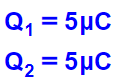 Q₁ = 5μC
Q₂ = 5μC